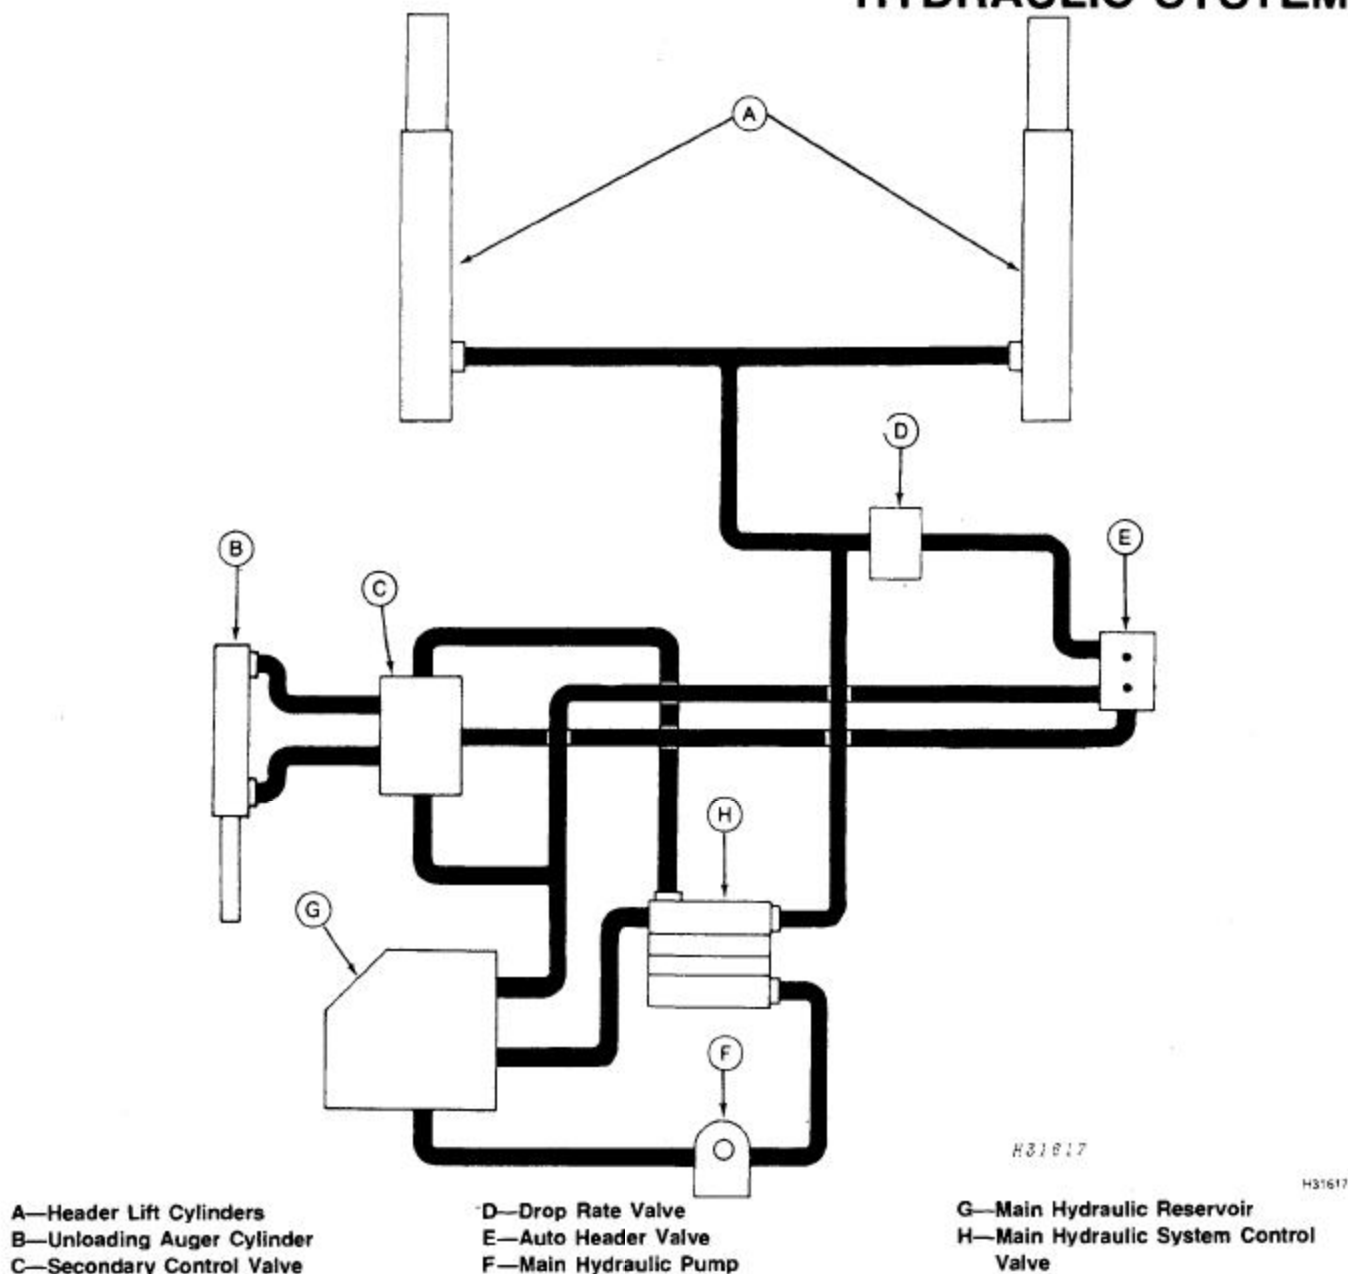 HYDRAULIC SYSTEM
A
D
B
E
C
H
G
F
H31617
H31617
A—Header Lift Cylinders
B—Unloading Auger Cylinder
C—Secondary Control Valve
D—Drop Rate Valve
E—Auto Header Valve
F—Main Hydraulic Pump
G—Main Hydraulic Reservoir
H—Main Hydraulic System Control
Valve